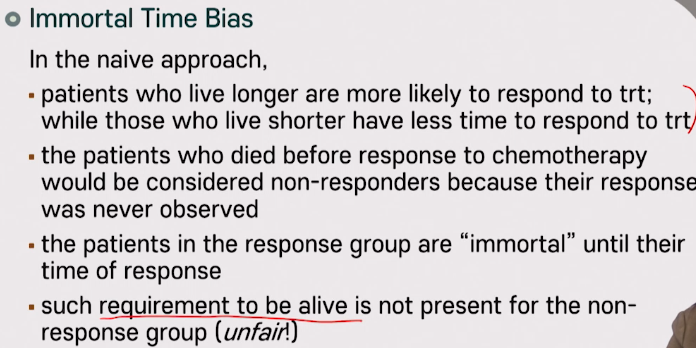 Immortal Time Bias
In the naive approach,
▪ patients who live longer are more likely to respond to trt;
while those who live shorter have less time to respond to trt
▪ the patients who died before response to chemotherapy
would be considered non-responders because their response
was never observed
▪ the patients in the response group are “immortal” until their
time of response
▪ such requirement to be alive is not present for the non-
response group (unfair!)